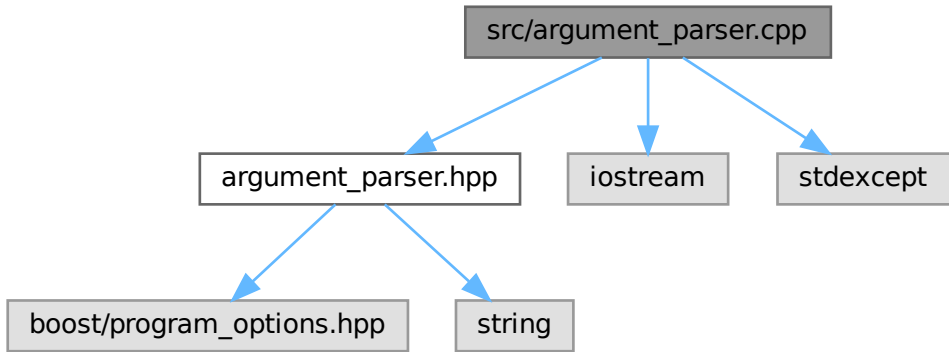 src/argument_parser.cpp
argument_parser.hpp
iostream
stdexcept
boost/program_options.hpp
string